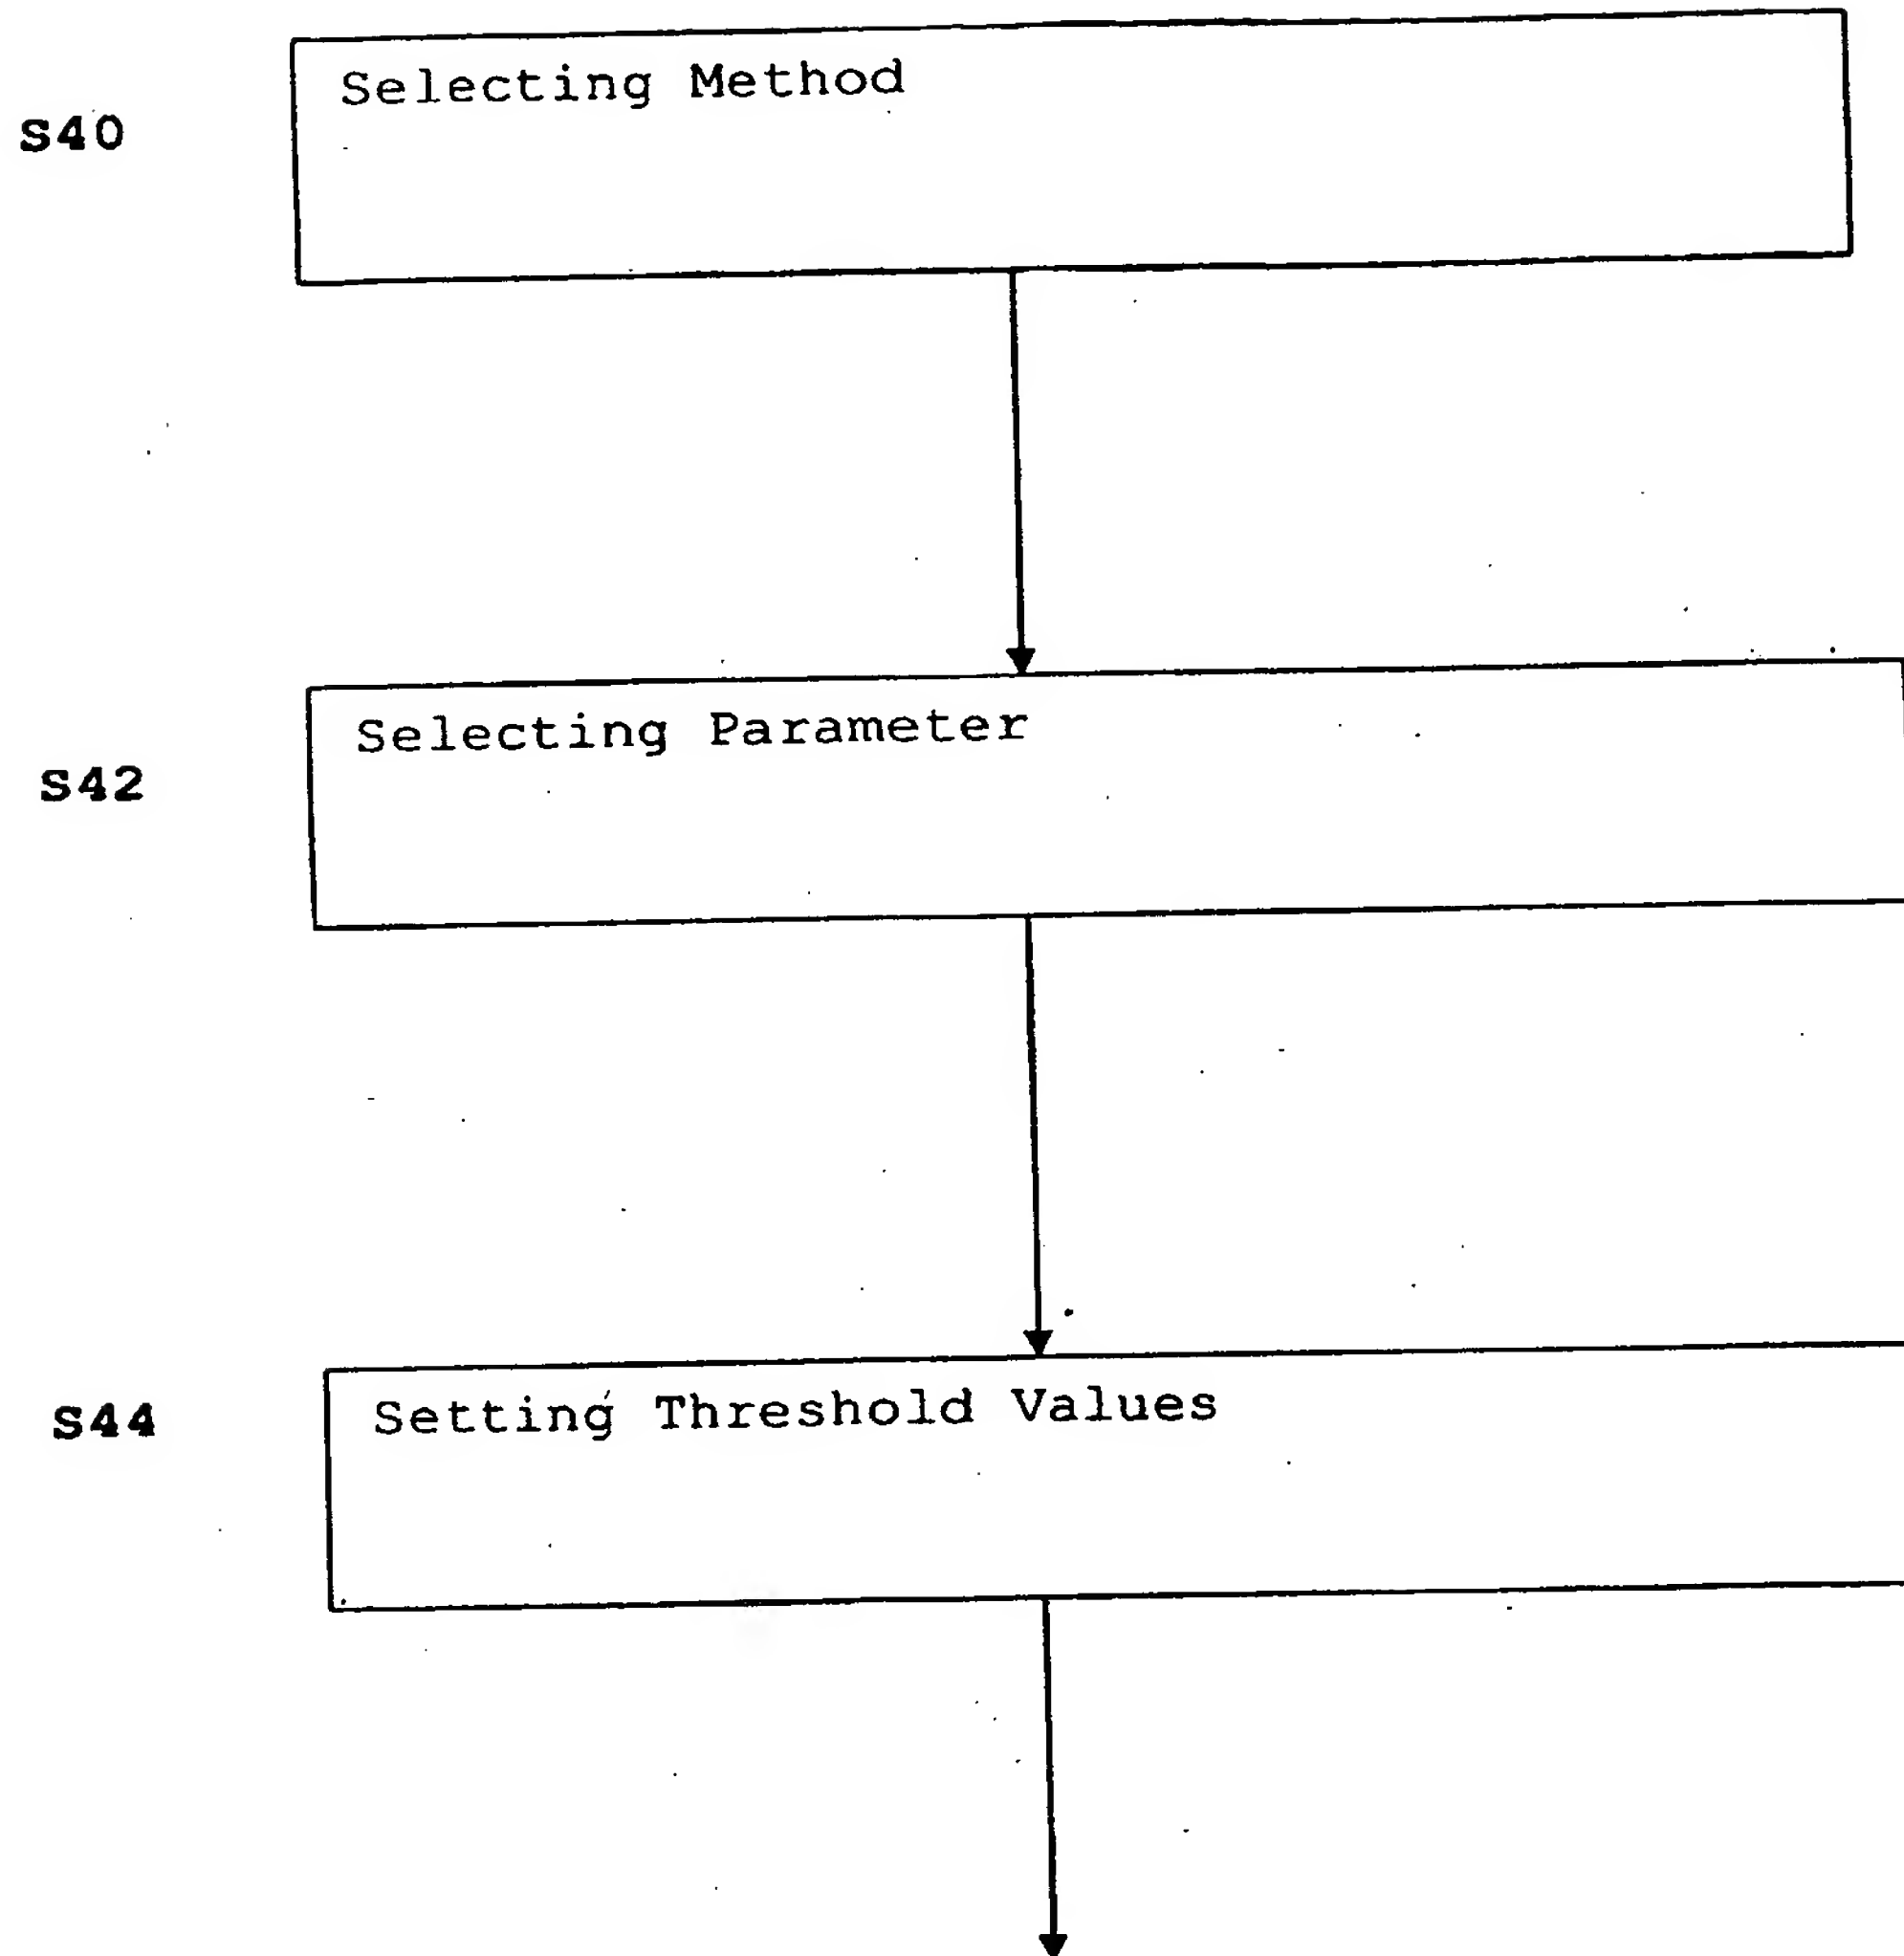 Selecting Method
S40
Selecting Parameter
S42
Setting Threshold Values
S44